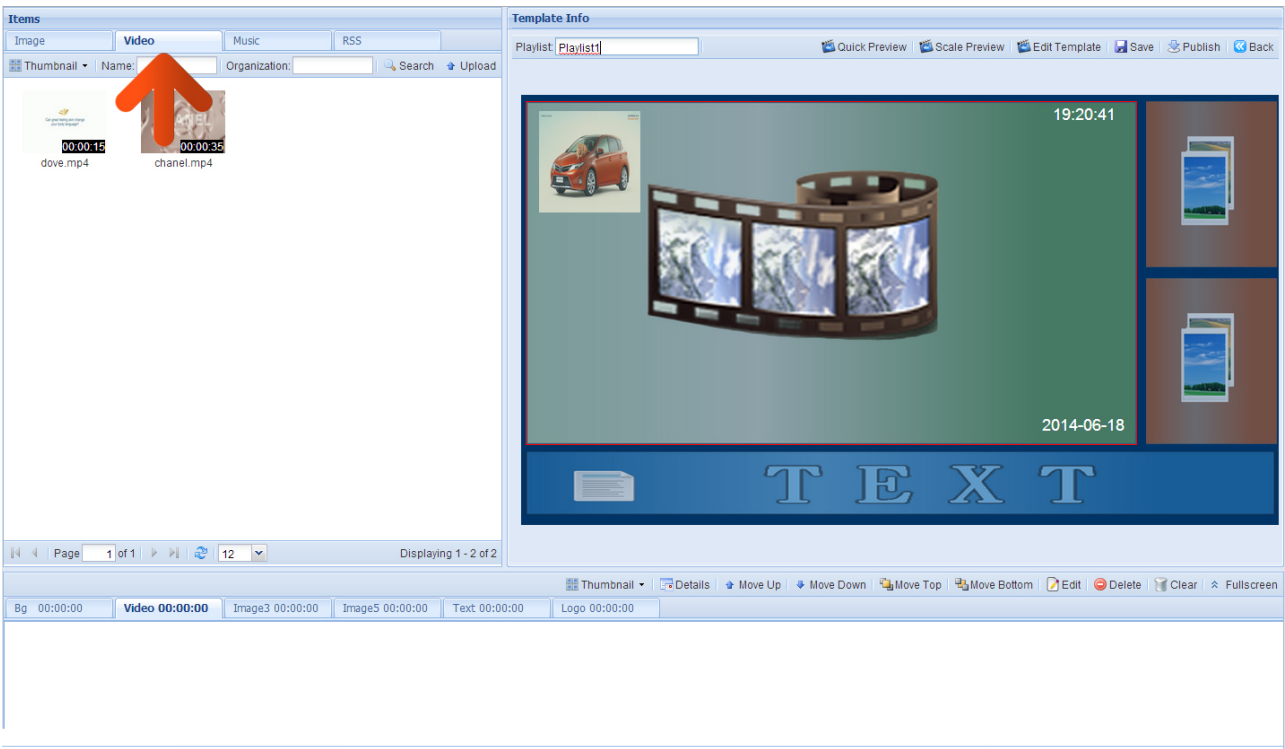 Items
Image Video Music RSS
Thumbnail Name: Organization: Search Upload
00:00:15
dove.mp4
CHANEL
00:00:35
chanel.mp4
Page 1 of 1 12 Displaying 1 - 2 of 2
Template Info
Playlist: Playlist1 Quick Preview Scale Preview Edit Template Save Publish Back
19:20:41
2014-06-18
TEXT
Thumbnail Details Move Up Move Down Move Top Move Bottom Edit Delete Clear Fullscreen
Bg 00:00:00 Video 00:00:00 Image3 00:00:00 Image5 00:00:00 Text 00:00:00 Logo 00:00:00